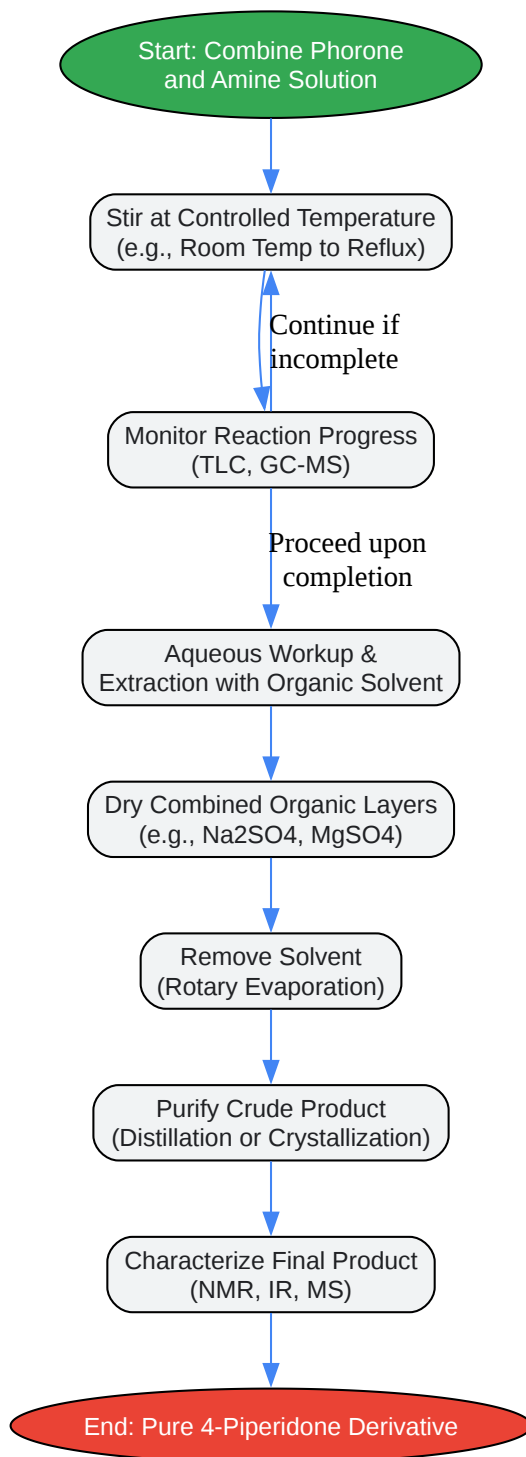 Start: Combine Phorone
and Amine Solution
Stir at Controlled Temperature
(e.g., Room Temp to Reflux)
Continue if
incomplete
Monitor Reaction Progress
(TLC, GC-MS)
Proceed upon
completion
Aqueous Workup &
Extraction with Organic Solvent
Dry Combined Organic Layers
(e.g., Na2SO4, MgSO4)
Remove Solvent
(Rotary Evaporation)
Purify Crude Product
(Distillation or Crystallization)
Characterize Final Product
(NMR, IR, MS)
End: Pure 4-Piperidone Derivative